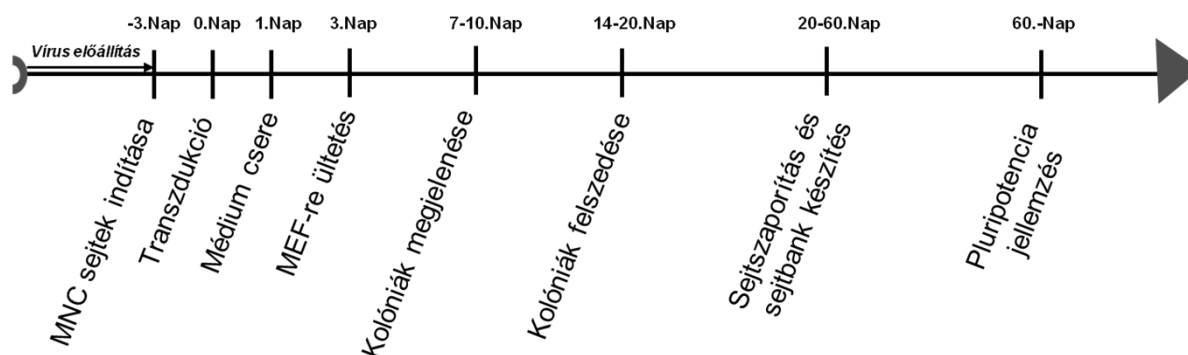 -3.Nap
0.Nap
1.Nap
3.Nap
7-10.Nap
14-20.Nap
20-60.Nap
60.-Nap
Vírus előállítás
MNC sejtek indítása
Transzdukció
Médium csere
MEF-re ültetés
Kolóniák megjelenése
Kolóniák felszedése
Sejtszaporítás és
sejtbank készítés
Pluripotencia
jellemzés